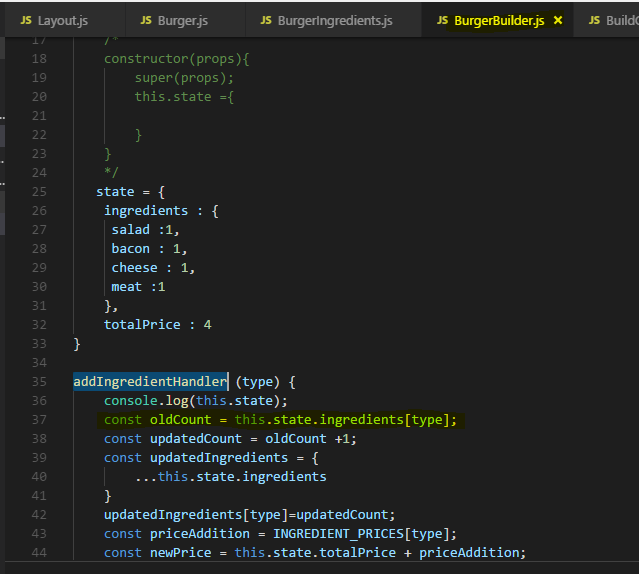 JS Layout.js JS Burger.js JS BurgerIngredients.js JS BurgerBuilder.js × JS
17 /*
18 constructor(props){
19 super(props);
20 this.state ={
21
22 }
23 }
24 */
25 state = {
26 ingredients : {
27 salad :1,
28 bacon : 1,
29 cheese : 1,
30 meat :1
31 },
32 totalPrice : 4
33 }
34
35 addIngredientHandler (type) {
36 console.log(this.state);
37 const oldCount = this.state.ingredients[type];
38 const updatedCount = oldCount +1;
39 const updatedIngredients = {
40 ...this.state.ingredients
41 }
42 updatedIngredients[type]=updatedCount;
43 const priceAddition = INGREDIENT_PRICES[type];
44 const newPrice = this.state.totalPrice + priceAddition;